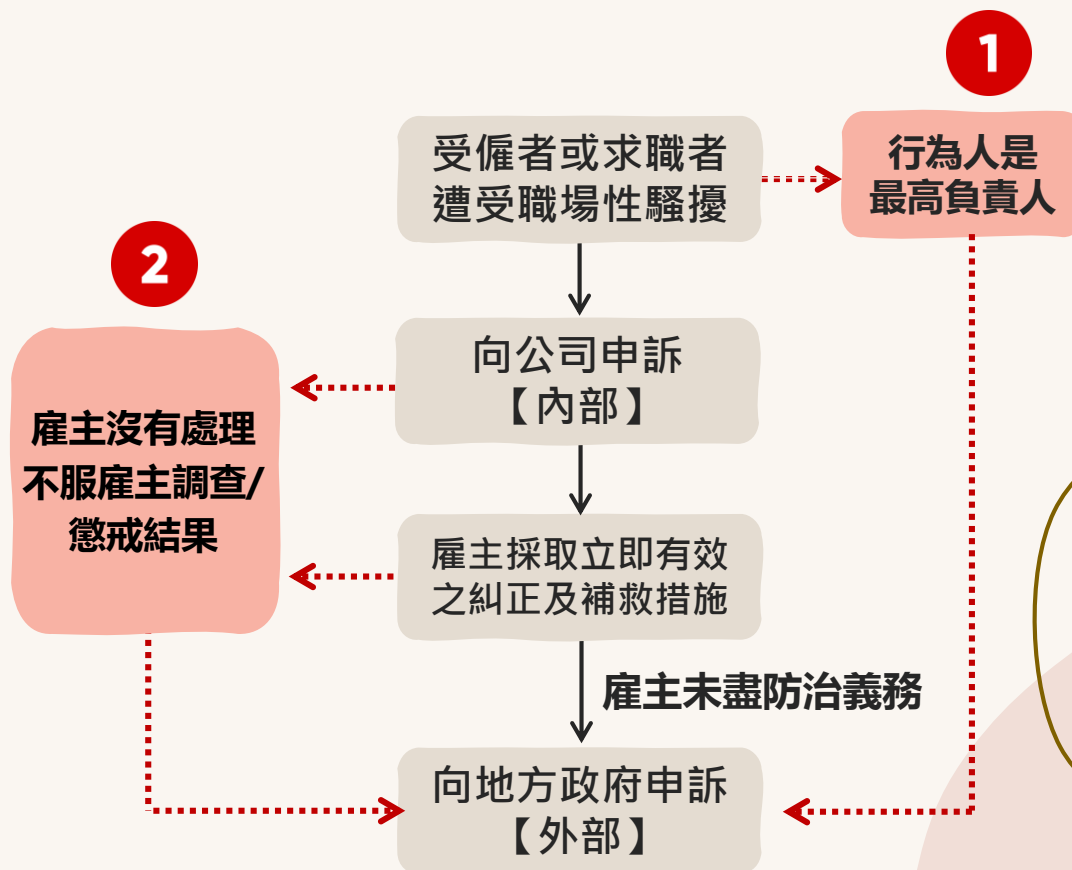 1
受僱者或求職者
遭受職場性騷擾
行為人是
最高負責人
2
向公司申訴
【內部】
雇主沒有處理
不服雇主調查/
懲戒結果
雇主採取立即有效
之糾正及補救措施
雇主未盡防治義務
向地方政府申訴
【外部】